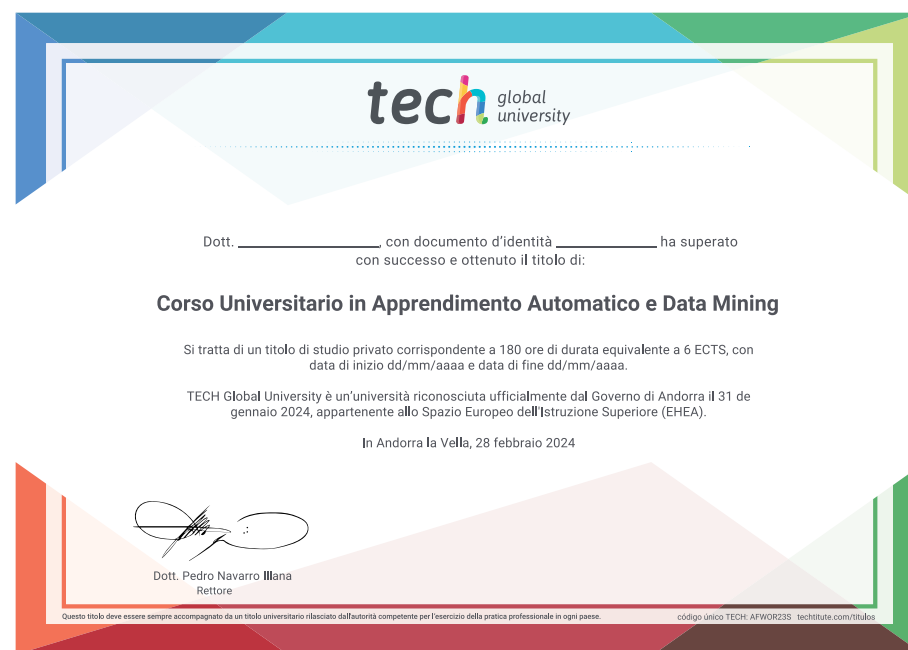 tech global university
Dott. ____________, con documento d'identità ____________ ha superato
con successo e ottenuto il titolo di:
Corso Universitario in Apprendimento Automatico e Data Mining
Si tratta di un titolo di studio privato corrispondente a 180 ore di durata equivalente a 6 ECTS, con
data di inizio dd/mm/aaaa e data di fine dd/mm/aaaa.
TECH Global University è un'università riconosciuta ufficialmente dal Governo di Andorra il 31 de
gennaio 2024, appartenente allo Spazio Europeo dell'Istruzione Superiore (EHEA).
In Andorra la Vella, 28 febbraio 2024
Dott. Pedro Navarro Illana
Rettore
Questo titolo deve essere sempre accompagnato da un titolo universitario rilasciato dall'autorità competente per l'esercizio della pratica professionale in ogni paese.
código único TECH: AFWOR23S techtitute.com/titulos